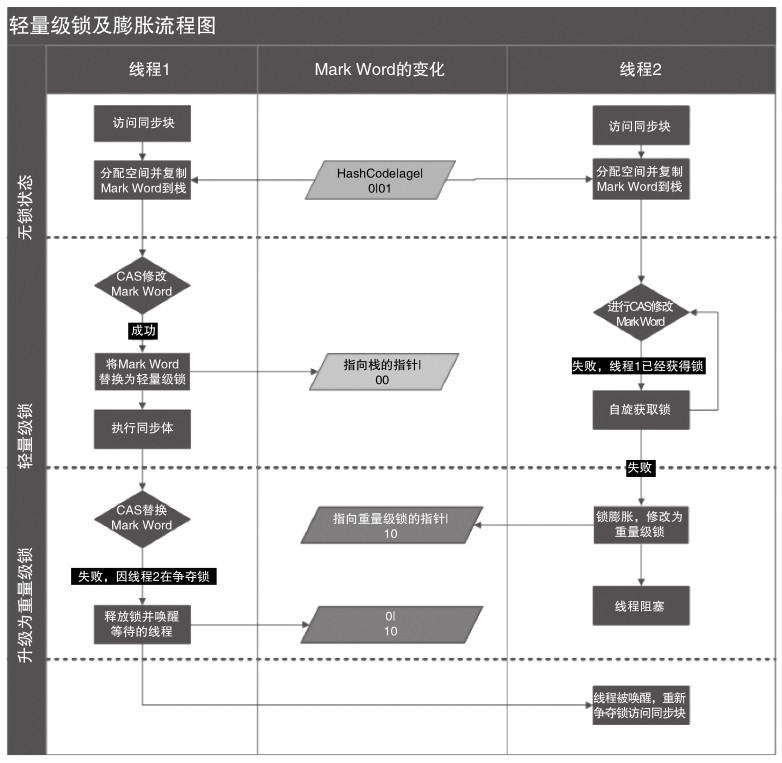 轻量级锁及膨胀流程图
线程1
Mark Word的变化
线程2
无锁状态
访问同步块
访问同步块
分配空间并复制
Mark Word到栈
HashCode|age|
0|01
分配空间并复制
Mark Word到栈
轻量级锁
CAS修改
Mark Word
进行CAS修改
Mark Word
成功
失败，线程1已经获得锁
将Mark Word
替换为轻量级锁
指向栈的指针|
00
执行同步体
自旋获取锁
失败
升级为重量级锁
CAS替换
Mark Word
指向重量级锁的指针|
10
锁膨胀，修改为
重量级锁
失败，因线程2在争夺锁
释放锁并唤醒
等待的线程
0|
10
线程阻塞
线程被唤醒，重新
争夺锁访问同步块